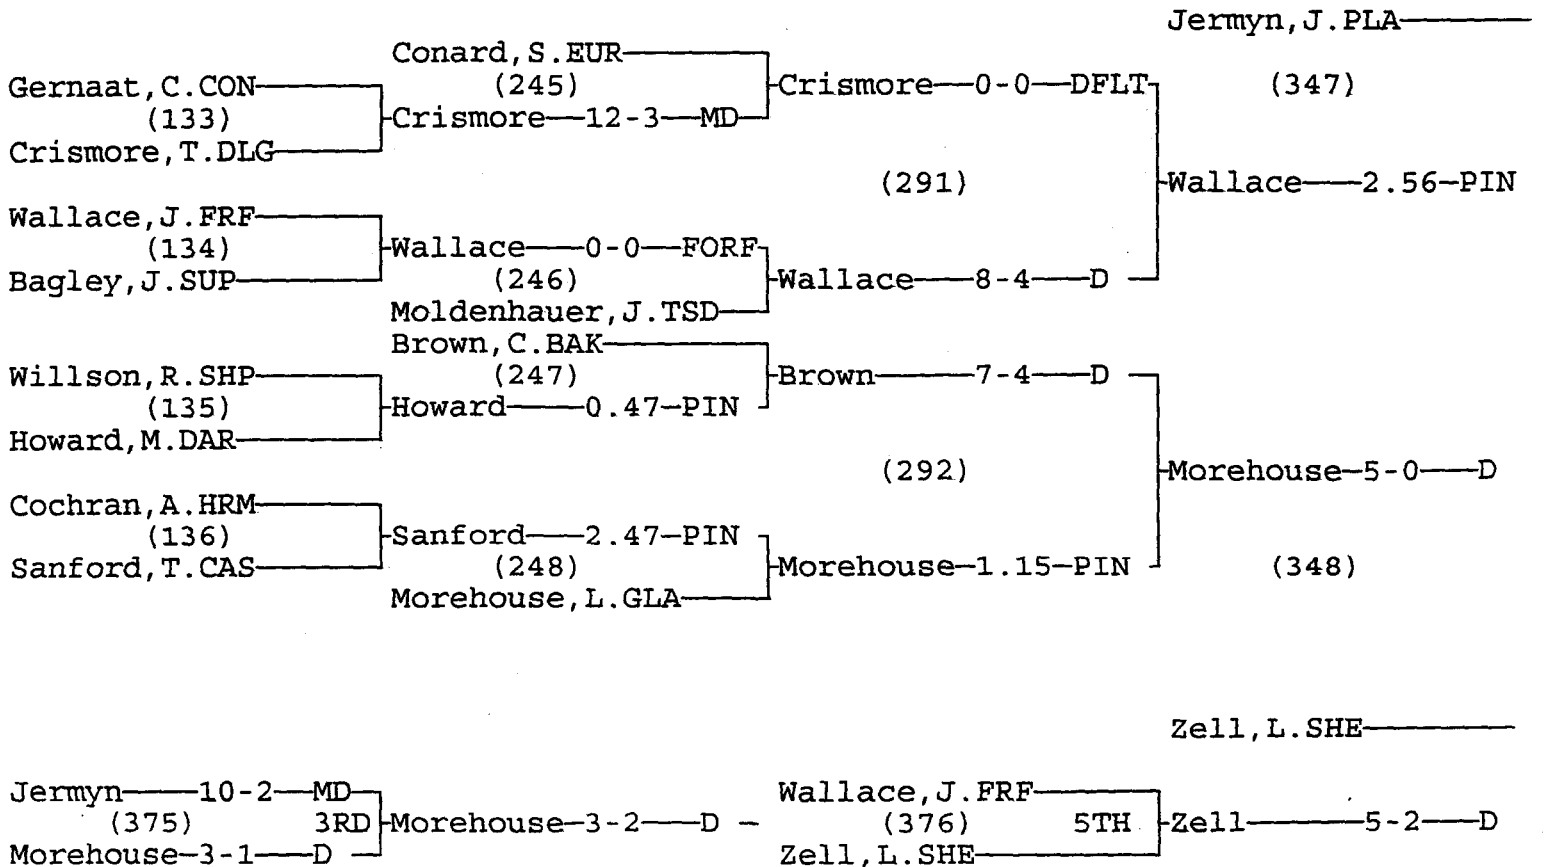 Jermyn,J.PLA
Conard,S.EUR
Gernaat,C.CON (245) Crismore—0-0—DFLT (347)
(133) Crismore—12-3—MD
Crismore,T.DLG
(291) Wallace—2.56—PIN
Wallace,J.FRF
(134) Wallace—0-0—FORF
Bagley,J.SUP (246) Wallace—8-4—D
Moldenhauer,J.TSD
Brown,C.BAK
Willson,R.SHP (247) Brown—7-4—D
(135) Howard—0.47—PIN
Howard,M.DAR
(292) Morehouse—5-0—D
Cochran,A.HRM
(136) Sanford—2.47—PIN
Sanford,T.CAS (248) Morehouse—1.15—PIN (348)
Morehouse,L.GLA
Zell,L.SHE
Jermyn—10-2—MD Wallace,J.FRF
(375) 3RD Morehouse—3-2—D – (376) 5TH Zell—5-2—D
Morehouse—3-1—D Zell,L.SHE